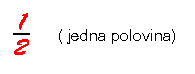 1/2 ( jedna polovina)